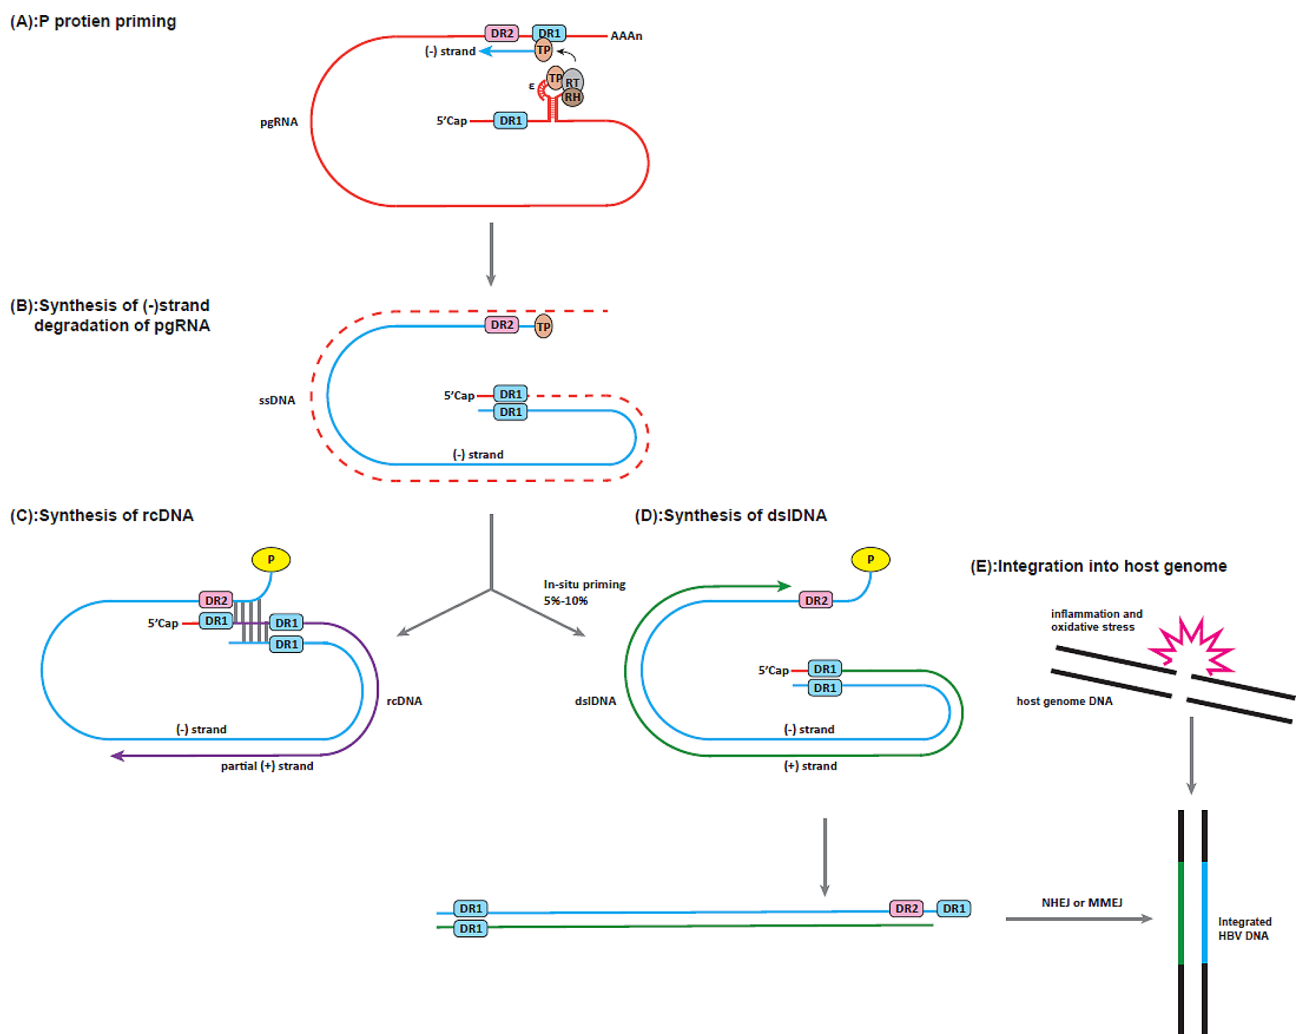 (A):P protien priming
DR2
DR1
AAAn
(-) strand
TP
TP
RT
ε
RH
5'Cap
DR1
pgRNA
(B):Synthesis of (-)strand
degradation of pgRNA
DR2
TP
5'Cap
DR1
DR1
ssDNA
(-) strand
(C):Synthesis of rcDNA
(D):Synthesis of dslDNA
P
In-situ priming
5%-10%
P
(E):Integration into host genome
DR2
5'Cap
DR1
DR1
DR1
rcDNA
(-) strand
partial (+) strand
DR2
5'Cap
DR1
DR1
dslDNA
(-) strand
(+) strand
inflammation and
oxidative stress
host genome DNA
DR1
DR2
DR1
DR1
NHEJ or MMEJ
Integrated
HBV DNA